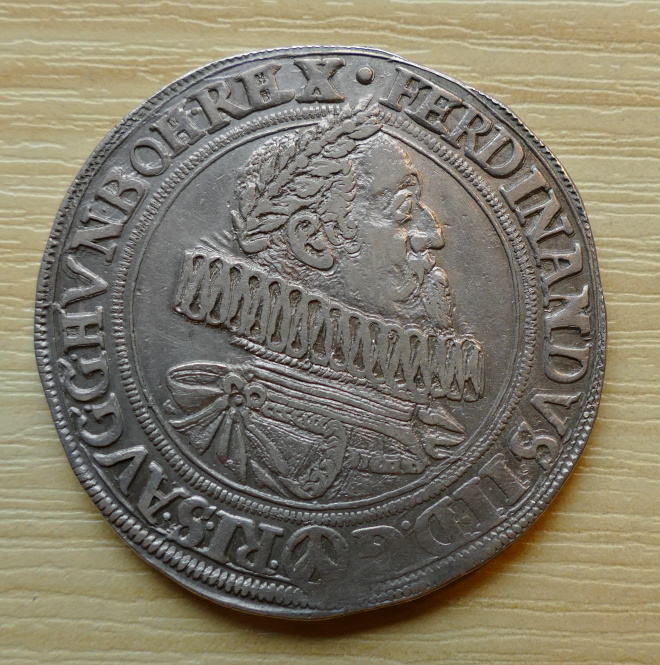 FERDINANDVS II D: G R I S AVG G HVN BOH REX